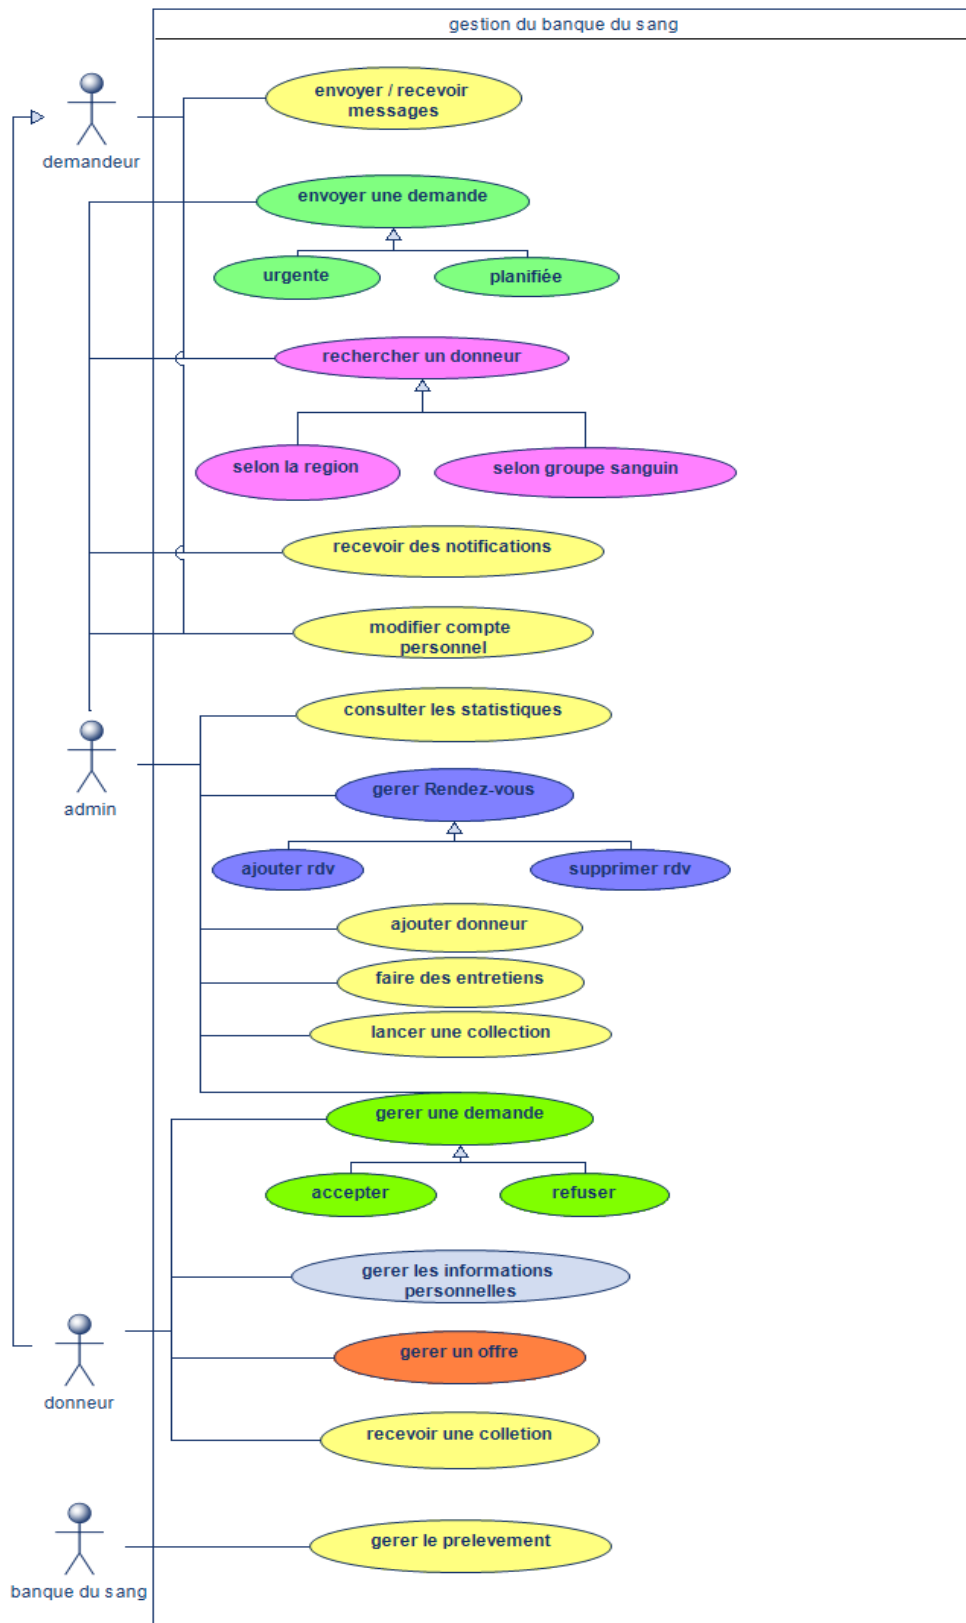 gestion du banque du sang
envoyer / recevoir
messages
demandeur
envoyer une demande
urgente
planifiée
rechercher un donneur
selon la region
selon groupe sanguin
recevoir des notifications
modifier compte
personnel
consulter les statistiques
admin
gerer Rendez-vous
ajouter rdv
supprimer rdv
ajouter donneur
faire des entretiens
lancer une collection
gerer une demande
accepter
refuser
gerer les informations
personnelles
gerer un offre
donneur
recevoir une colletion
gerer le prelevement
banque du sang